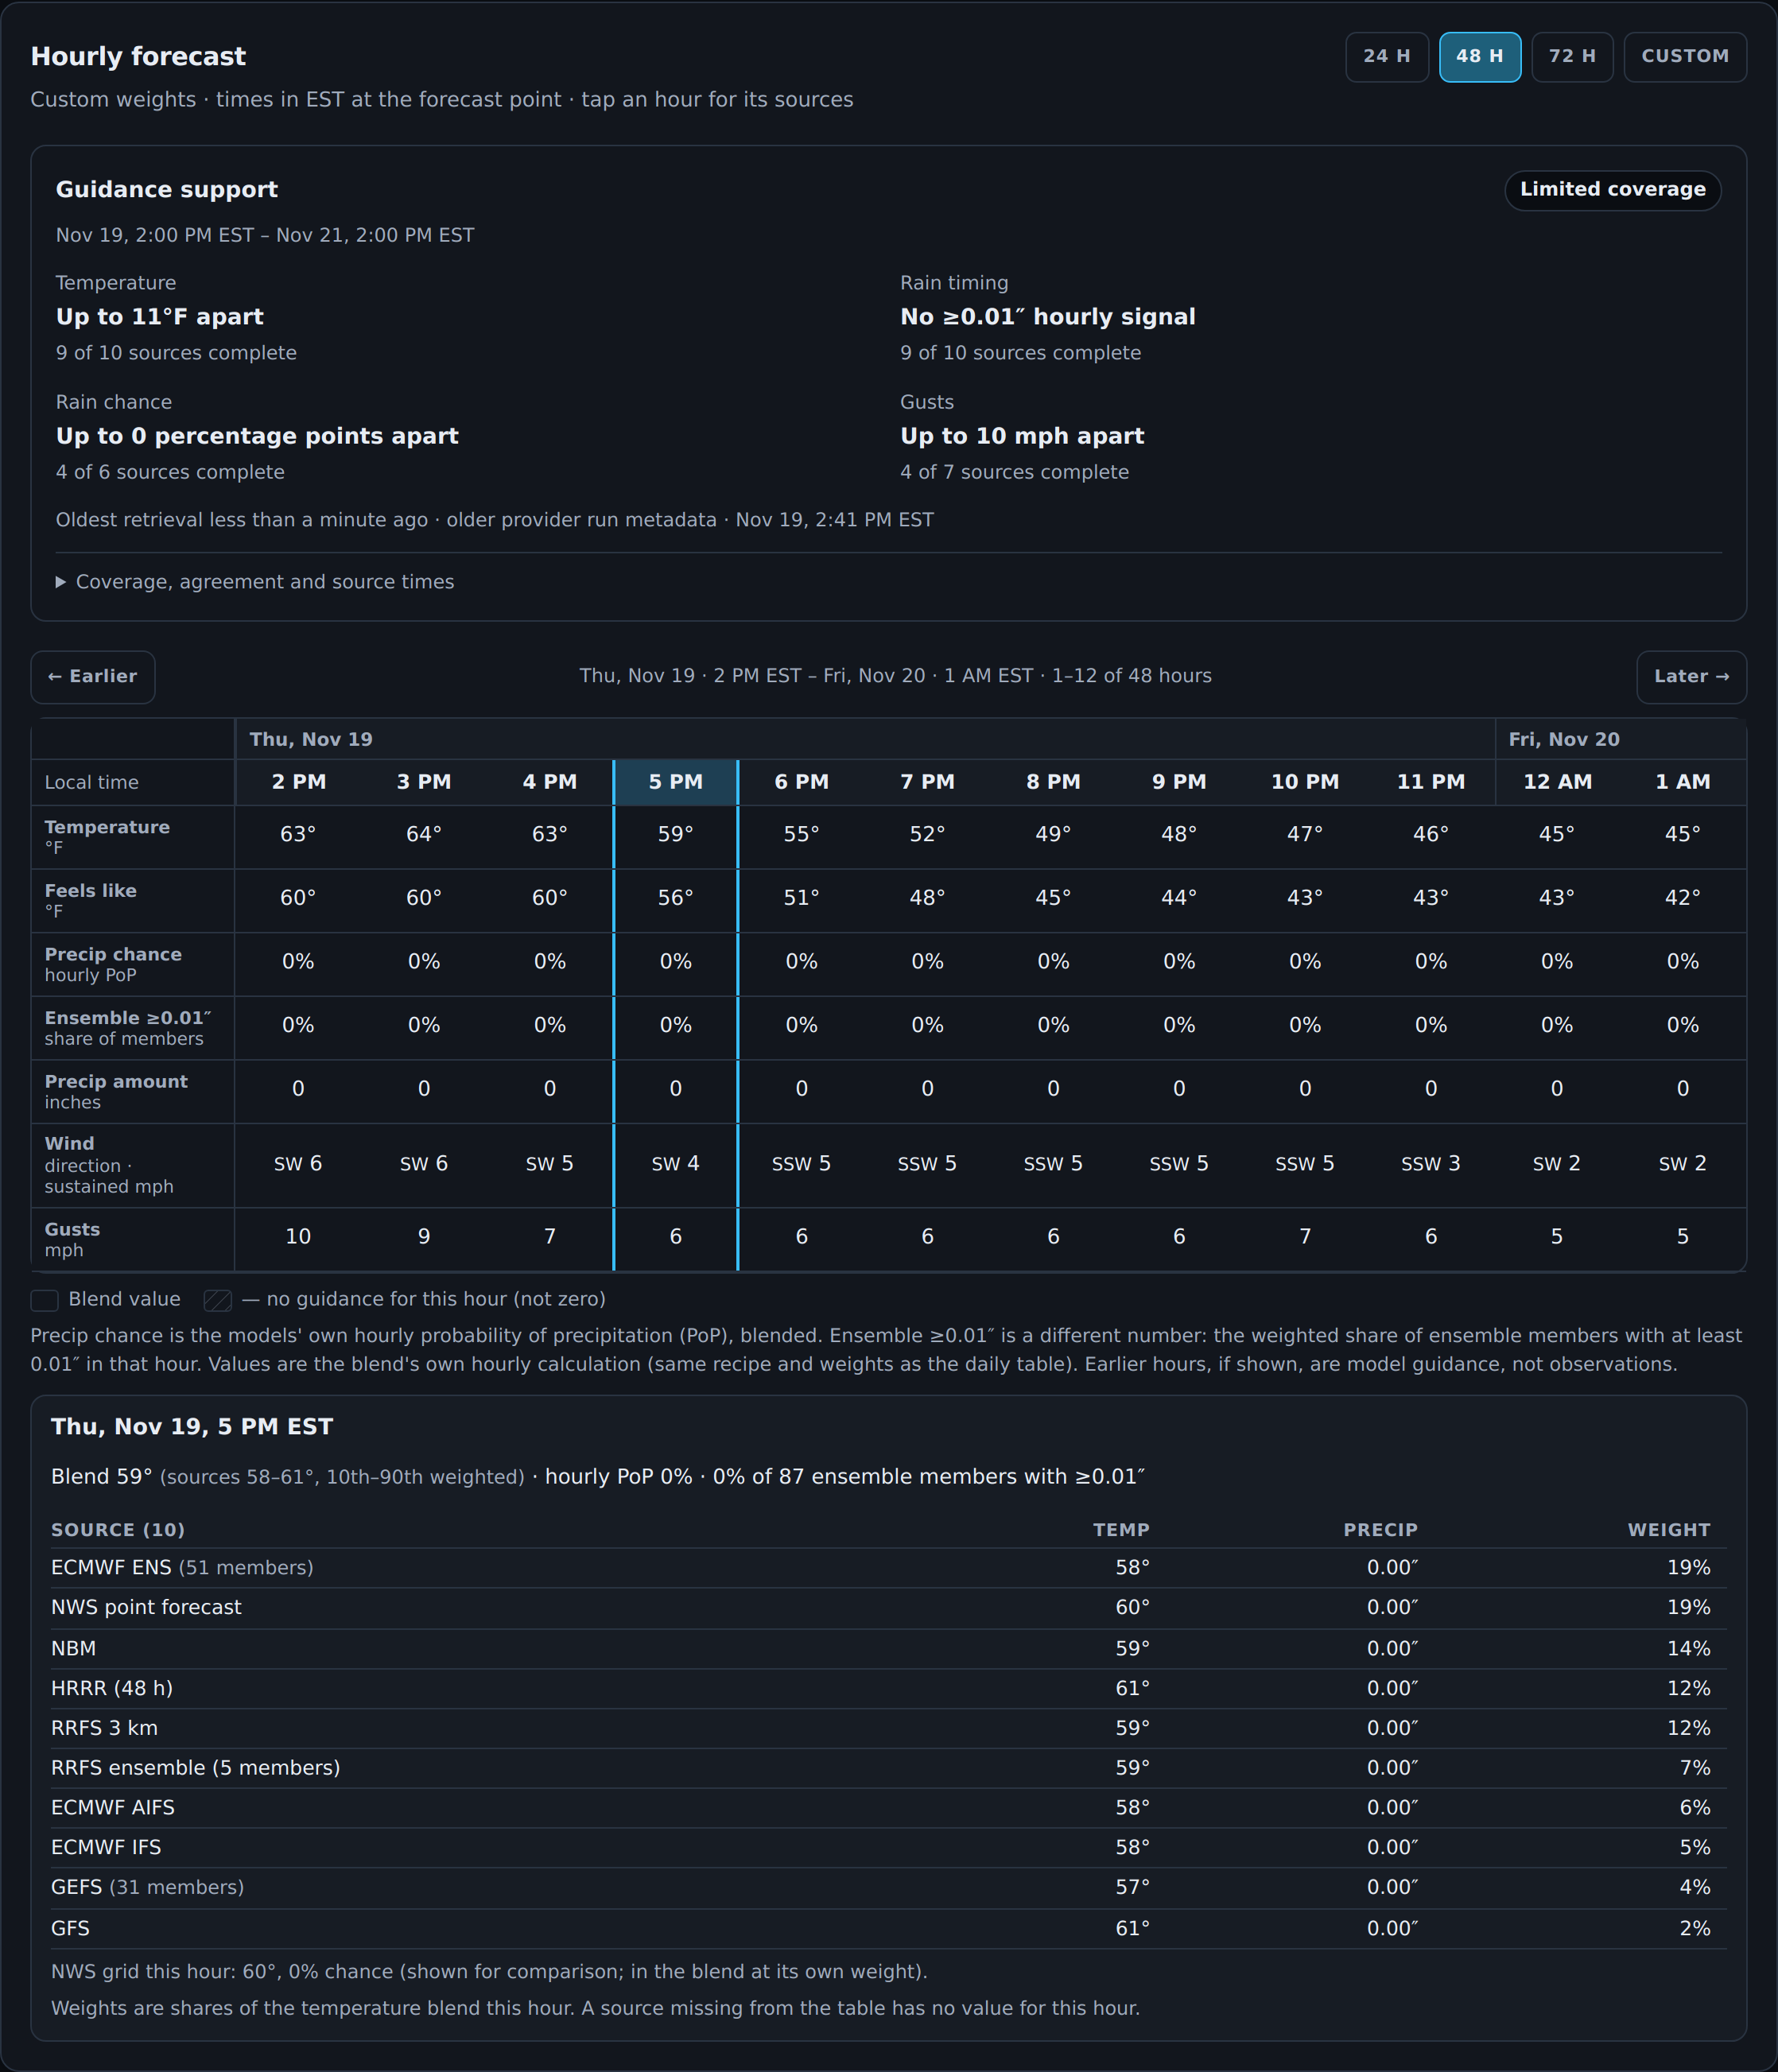 Hourly forecast
24 H 48 H 72 H CUSTOM
Custom weights · times in EST at the forecast point · tap an hour for its sources
Guidance support
Limited coverage
Nov 19, 2:00 PM EST – Nov 21, 2:00 PM EST
Temperature
Up to 11°F apart
9 of 10 sources complete
Rain timing
No ≥0.01″ hourly signal
9 of 10 sources complete
Rain chance
Up to 0 percentage points apart
4 of 6 sources complete
Gusts
Up to 10 mph apart
4 of 7 sources complete
Oldest retrieval less than a minute ago · older provider run metadata · Nov 19, 2:41 PM EST
▶ Coverage, agreement and source times
← Earlier
Thu, Nov 19 · 2 PM EST – Fri, Nov 20 · 1 AM EST · 1–12 of 48 hours
Later →
Thu, Nov 19 Fri, Nov 20
Local time 2 PM 3 PM 4 PM 5 PM 6 PM 7 PM 8 PM 9 PM 10 PM 11 PM 12 AM 1 AM
Temperature
°F
63° 64° 63° 59° 55° 52° 49° 48° 47° 46° 45° 45°
Feels like
°F
60° 60° 60° 56° 51° 48° 45° 44° 43° 43° 43° 42°
Precip chance
hourly PoP
0% 0% 0% 0% 0% 0% 0% 0% 0% 0% 0% 0%
Ensemble ≥0.01″
share of members
0% 0% 0% 0% 0% 0% 0% 0% 0% 0% 0% 0%
Precip amount
inches
0 0 0 0 0 0 0 0 0 0 0 0
Wind
direction ·
sustained mph
SW 6 SW 6 SW 5 SW 4 SSW 5 SSW 5 SSW 5 SSW 5 SSW 5 SSW 3 SW 2 SW 2
Gusts
mph
10 9 7 6 6 6 6 6 7 6 5 5
Blend value — no guidance for this hour (not zero)
Precip chance is the models' own hourly probability of precipitation (PoP), blended. Ensemble ≥0.01″ is a different number: the weighted share of ensemble members with at least
0.01″ in that hour. Values are the blend's own hourly calculation (same recipe and weights as the daily table). Earlier hours, if shown, are model guidance, not observations.
Thu, Nov 19, 5 PM EST
Blend 59° (sources 58–61°, 10th–90th weighted) · hourly PoP 0% · 0% of 87 ensemble members with ≥0.01″
SOURCE (10) TEMP PRECIP WEIGHT
ECMWF ENS (51 members) 58° 0.00″ 19%
NWS point forecast 60° 0.00″ 19%
NBM 59° 0.00″ 14%
HRRR (48 h) 61° 0.00″ 12%
RRFS 3 km 59° 0.00″ 12%
RRFS ensemble (5 members) 59° 0.00″ 7%
ECMWF AIFS 58° 0.00″ 6%
ECMWF IFS 58° 0.00″ 5%
GEFS (31 members) 57° 0.00″ 4%
GFS 61° 0.00″ 2%
NWS grid this hour: 60°, 0% chance (shown for comparison; in the blend at its own weight).
Weights are shares of the temperature blend this hour. A source missing from the table has no value for this hour.